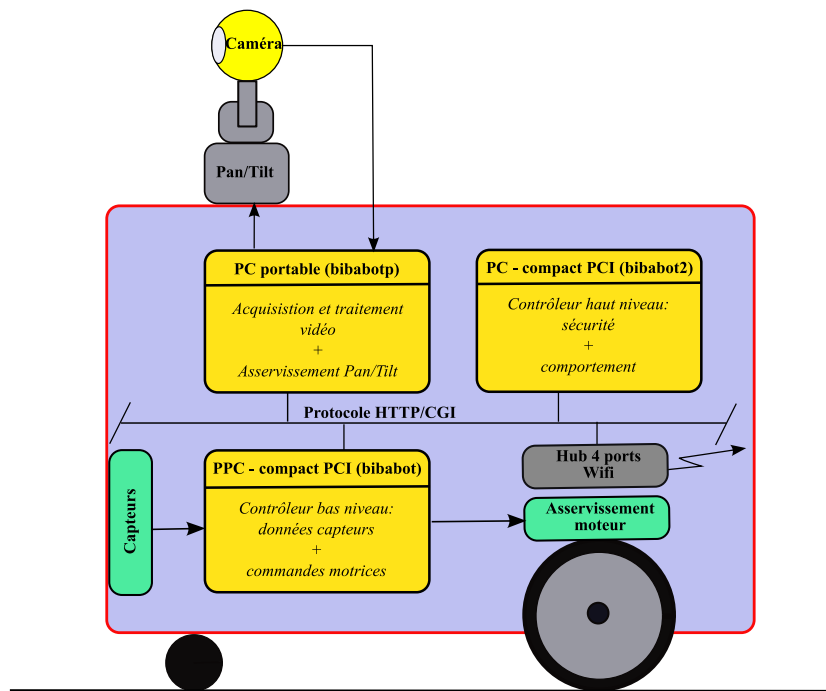 Caméra
Pan/Tilt
PC portable (bibabotp)
Acquisistion et traitement
vidéo
+
Asservissement Pan/Tilt
PC - compact PCI (bibabot2)
Contrôleur haut niveau:
sécurité
+
comportement
Protocole HTTP/CGI
Capteurs
PPC - compact PCI (bibabot)
Contrôleur bas niveau:
données capteurs
+
commandes motrices
Hub 4 ports
Wifi
Asservissement
moteur